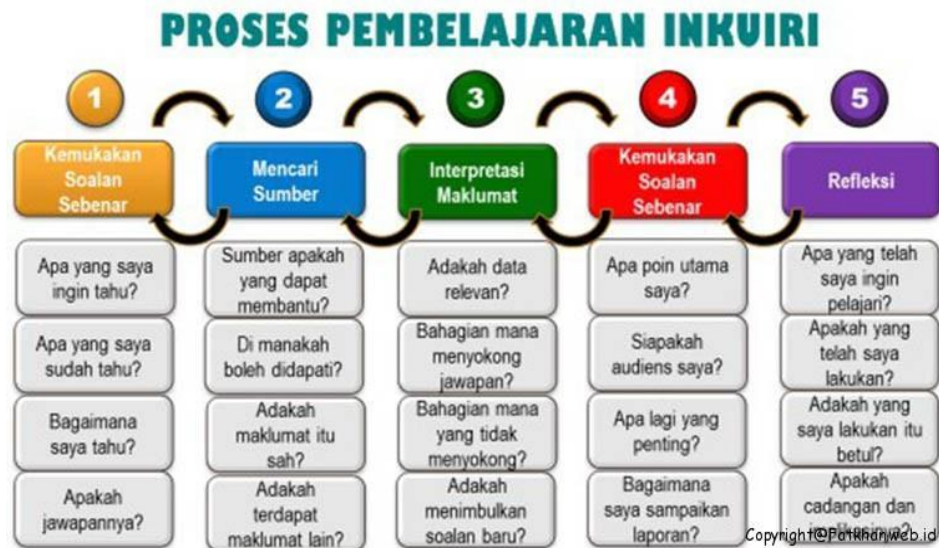 PROSES PEMBELAJARAN INKUIRI
1
2
3
4
5
Kemukakan
Soalan
Sebenar
Mencari
Sumber
Interpretasi
Maklumat
Kemukakan
Soalan
Sebenar
Refleksi
Apa yang saya
ingin tahu?
Apa yang saya
sudah tahu?
Bagaimana
saya tahu?
Apakah
jawapannya?
Sumber apakah
yang dapat
membantu?
Di manakah
boleh didapati?
Adakah
maklumat itu
sah?
Adakah
terdapat
maklumat lain?
Adakah data
relevan?
Bahagian mana
menyokong
jawapan?
Bahagian mana
yang tidak
menyokong?
Adakah
menimbulkan
soalan baru?
Apa poin utama
saya?
Siapakah
audiens saya?
Apa lagi yang
penting?
Bagaimana
saya sampaikan
laporan?
Apa yang telah
saya ingin
pelajari?
Apakah yang
telah saya
lakukan?
Adakah yang
saya lakukan itu
betul?
Apakah
cadangan dan